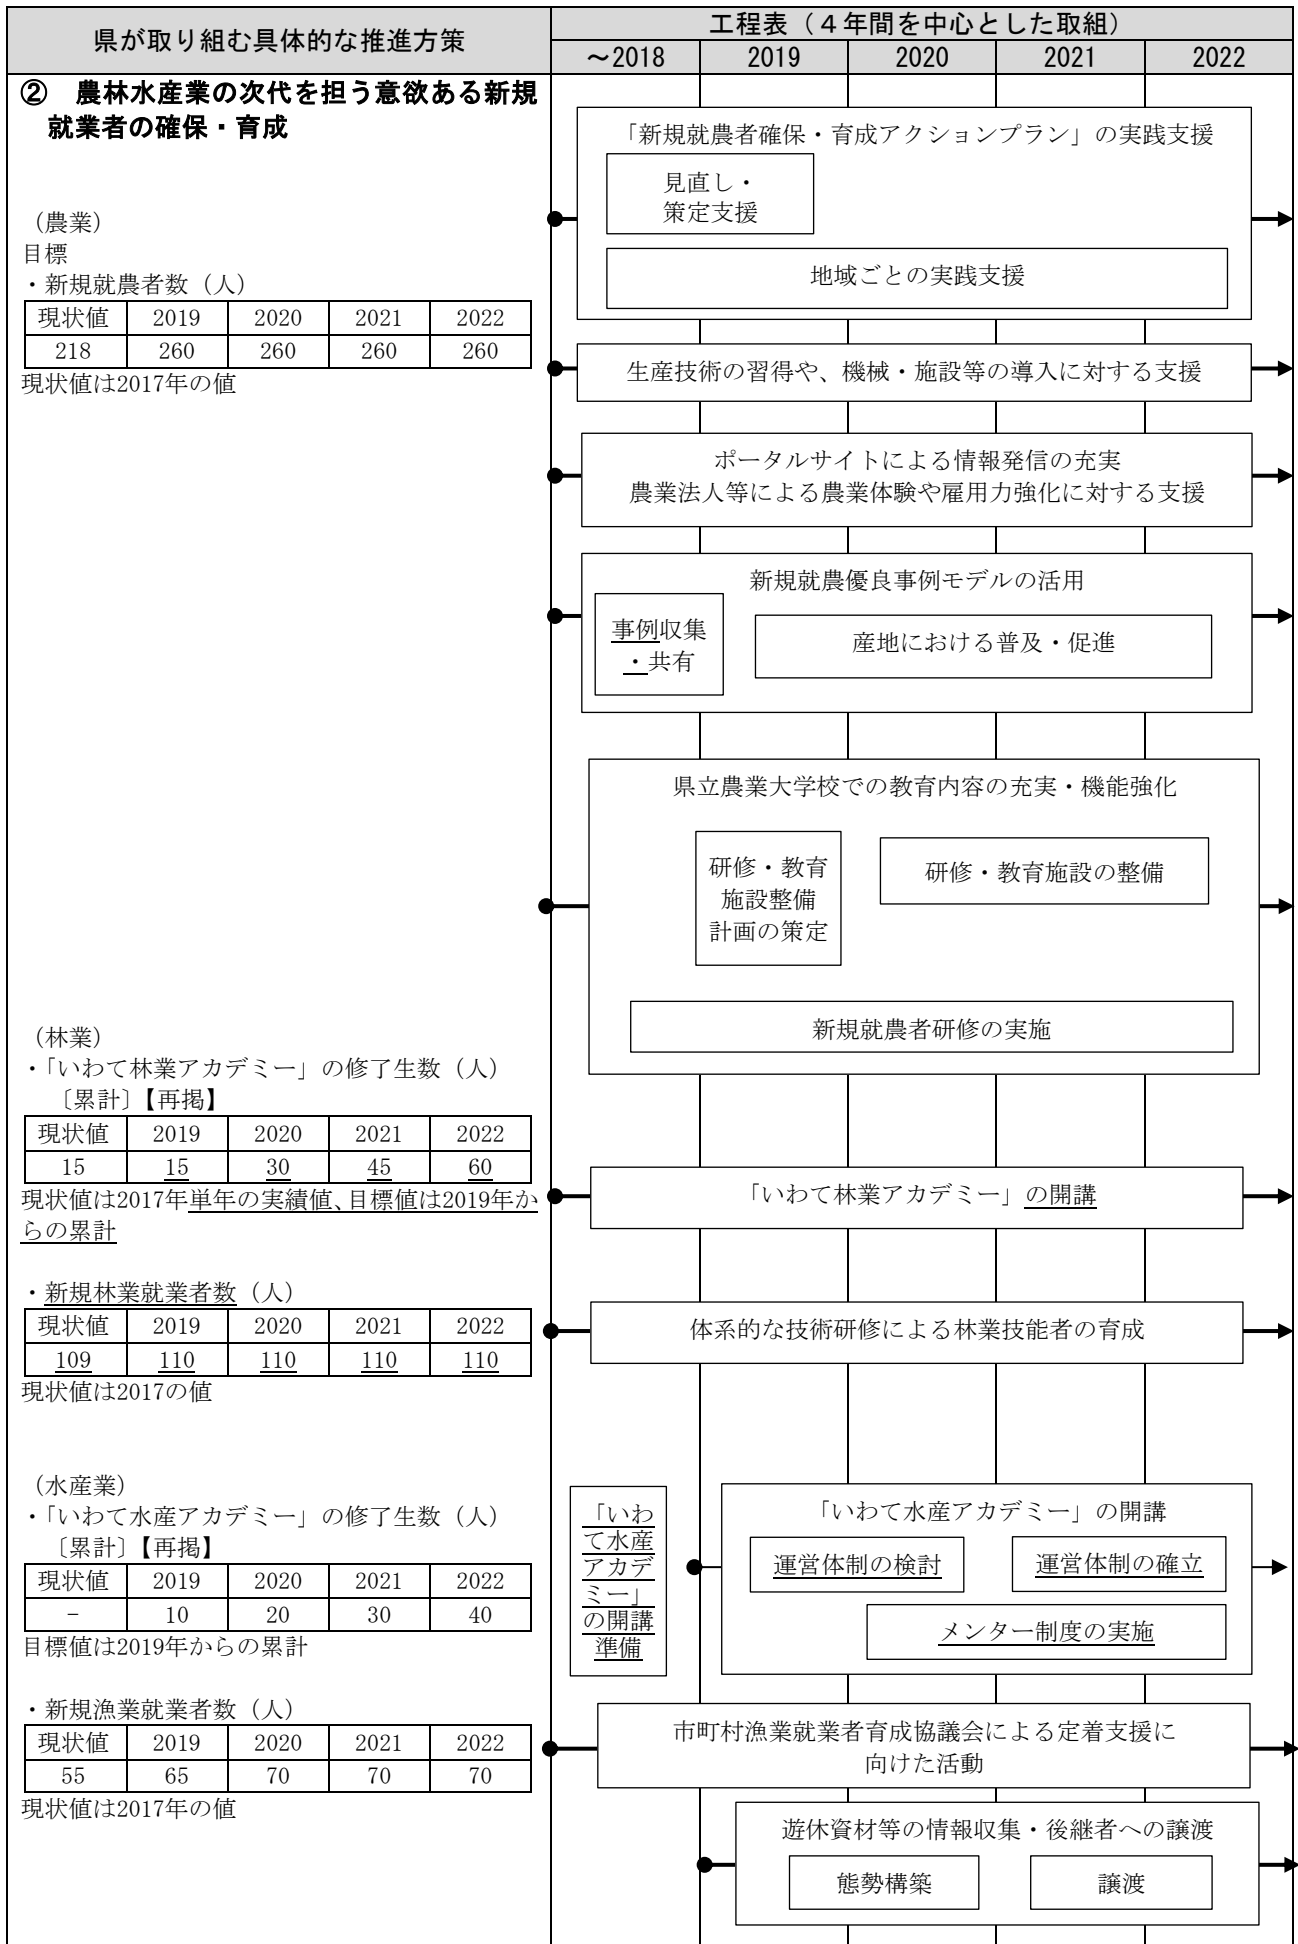 県が取り組む具体的な推進方策
工程表（４年間を中心とした取組）
～2018 2019 2020 2021 2022
②　農林水産業の次代を担う意欲ある新規
就業者の確保・育成
（農業）
目標
・新規就農者数（人）
現状値 2019 2020 2021 2022
218 260 260 260 260
現状値は2017年の値
「新規就農者確保・育成アクションプラン」の実践支援
見直し・
策定支援
地域ごとの実践支援
生産技術の習得や、機械・施設等の導入に対する支援
ポータルサイトによる情報発信の充実
農業法人等による農業体験や雇用力強化に対する支援
新規就農優良事例モデルの活用
事例収集
・共有
産地における普及・促進
県立農業大学校での教育内容の充実・機能強化
研修・教育
施設整備
計画の策定
研修・教育施設の整備
新規就農者研修の実施
（林業）
・「いわて林業アカデミー」の修了生数（人）
〔累計〕【再掲】
現状値 2019 2020 2021 2022
15 15 30 45 60
現状値は2017年単年の実績値、目標値は2019年か
らの累計
「いわて林業アカデミー」の開講
・新規林業就業者数（人）
現状値 2019 2020 2021 2022
109 110 110 110 110
現状値は2017の値
体系的な技術研修による林業技能者の育成
（水産業）
・「いわて水産アカデミー」の修了生数（人）
〔累計〕【再掲】
現状値 2019 2020 2021 2022
－ 10 20 30 40
目標値は2019年からの累計
「いわ
て水産
アカデ
ミー」
の開講
準備
「いわて水産アカデミー」の開講
運営体制の検討
運営体制の確立
メンター制度の実施
・新規漁業就業者数（人）
現状値 2019 2020 2021 2022
55 65 70 70 70
現状値は2017年の値
市町村漁業就業者育成協議会による定着支援に
向けた活動
遊休資材等の情報収集・後継者への譲渡
態勢構築
譲渡